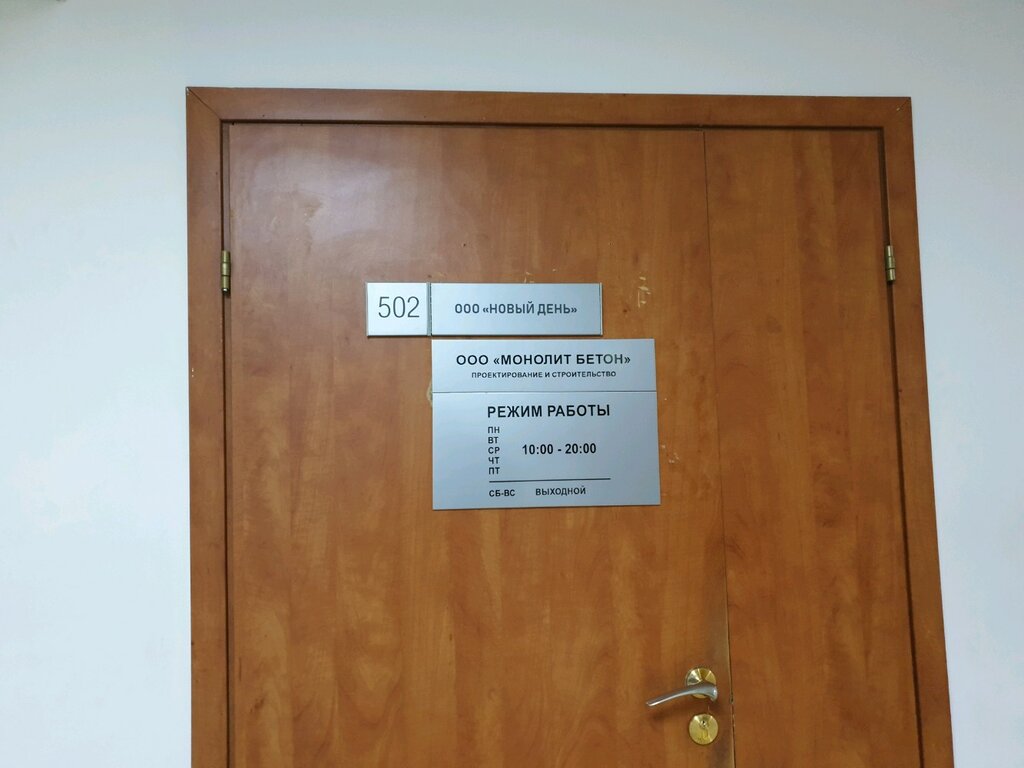 502 ООО «НОВЫЙ ДЕНЬ»
ООО «МОНОЛИТ БЕТОН»
ПРОЕКТИРОВАНИЕ И СТРОИТЕЛЬСТВО
РЕЖИМ РАБОТЫ
ПН
ВТ
СР 10:00 - 20:00
ЧТ
ПТ
СБ-ВС ВЫХОДНОЙ